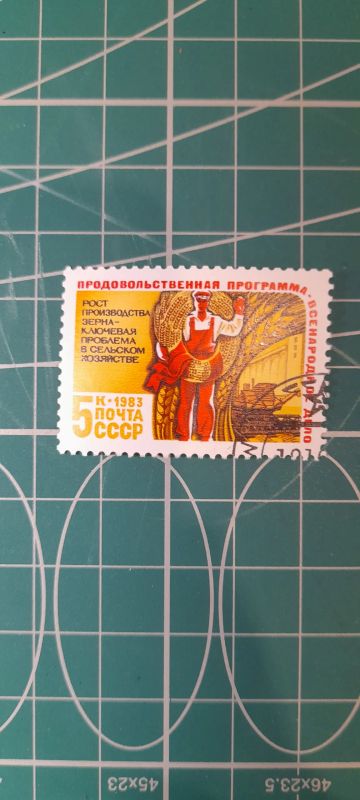 ПРОДОВОЛЬСТВЕННАЯ ПРОГРАММА - ВСЕНАРОДНОЕ ДЕЛО
РОСТ
ПРОИЗВОДСТВА
ЗЕРНА-
КЛЮЧЕВАЯ
ПРОБЛЕМА
В СЕЛЬСКОМ
ХОЗЯЙСТВЕ
5 К·1983
ПОЧТА
СССР
45x23
46x23.5